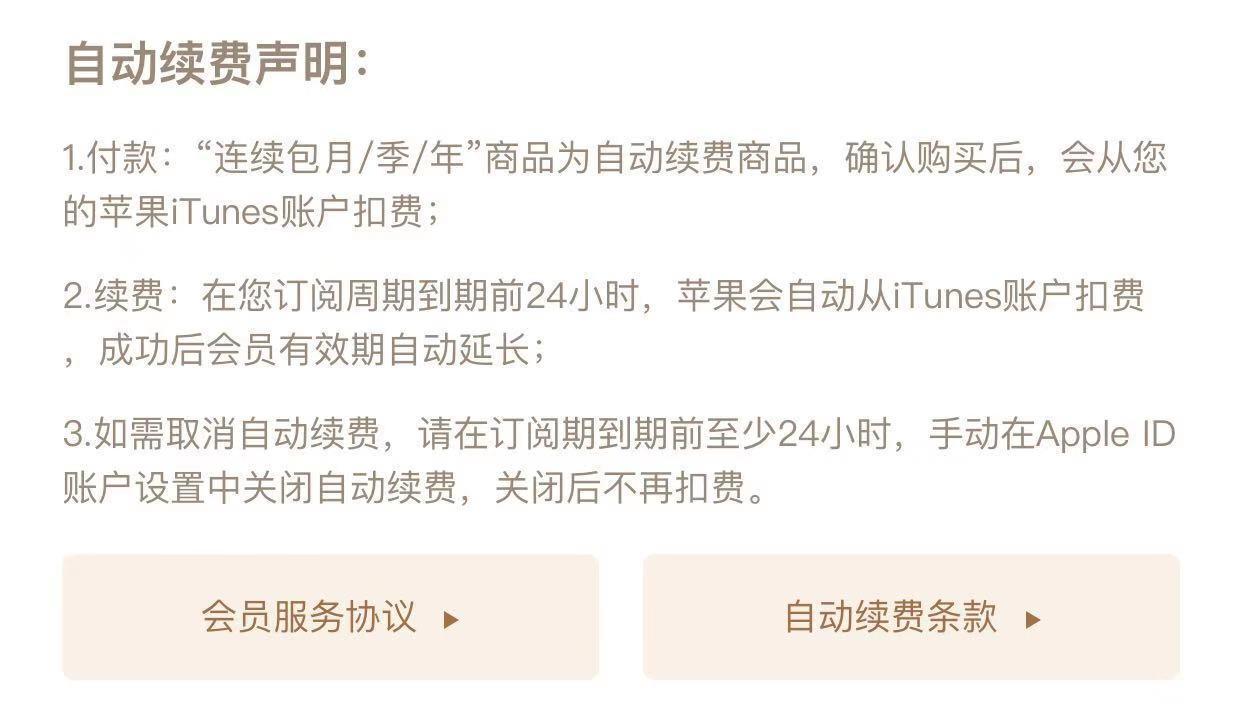 自动续费声明：
1.付款：“连续包月/季/年”商品为自动续费商品，确认购买后，会从您
的苹果iTunes账户扣费；
2.续费：在您订阅周期到期前24小时，苹果会自动从iTunes账户扣费
，成功后会员有效期自动延长；
3.如需取消自动续费，请在订阅期到期前至少24小时，手动在Apple ID
账户设置中关闭自动续费，关闭后不再扣费。
会员服务协议 ▶
自动续费条款 ▶